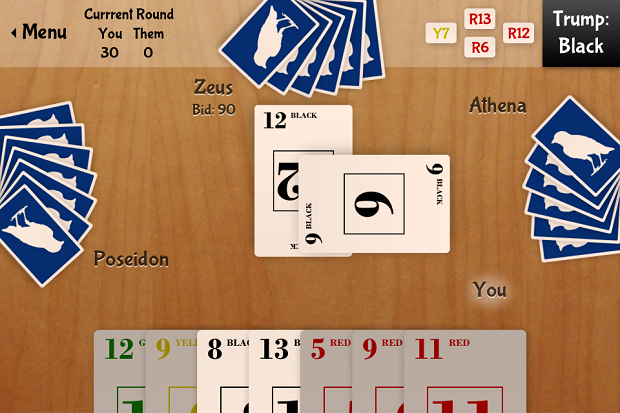 Menu
Currrent Round
You Them
30 0
Y7 R13 R6 R12
Trump:
Black
Zeus
Bid: 90
Athena
Poseidon
You
12 BLACK
9 BLACK
9 BLACK
12 G
9 YEL
8 BLAC
13 B
5 RED
9 RED
11 RED